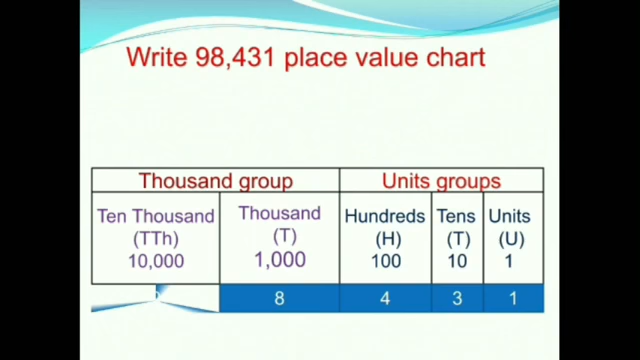 Write 98,431 place value chart
Thousand group Units groups
Ten Thousand Thousand Hundreds Tens Units
(TTh) (T) (H) (T) (U)
10,000 1,000 100 10 1
8 4 3 1